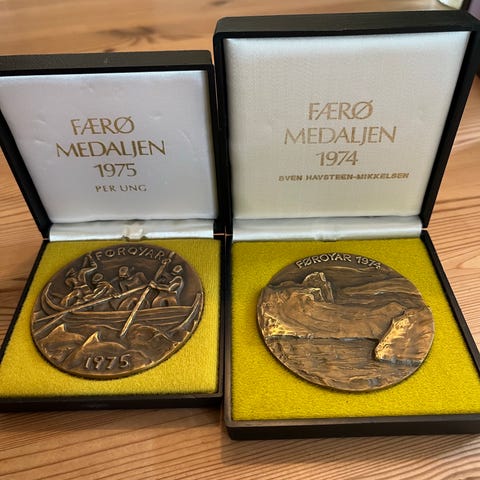 FÆRØ
MEDALJEN
1975
PER UNG
FØROYAR
1975
FÆRØ
MEDALJEN
1974
SVEN HAVSTEEN-MIKKELSEN
FØROYAR 1974